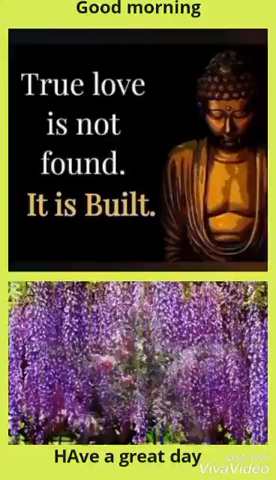 Good morning
True love
is not
found.
It is Built.
HAve a great day
VivaVideo